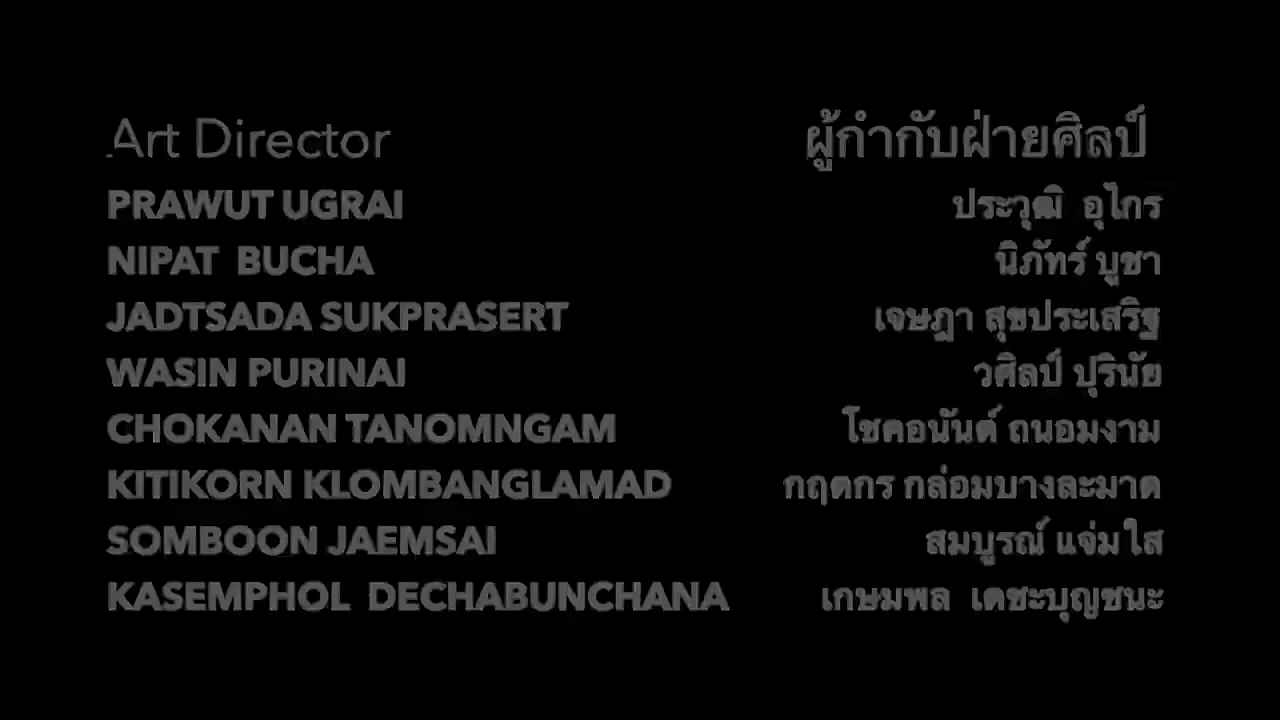 Art Director ผู้กำกับฝ่ายศิลป์
PRAWUT UGRAI ประวุฒิ อุไกร
NIPAT BUCHA นิภัทร์ บูชา
JADTSADA SUKPRASERT เจษฎา สุขประเสริฐ
WASIN PURINAI วศิลป์ ปุรินัย
CHOKANAN TANOMNGAM โชคอนันต์ ถนอมงาม
KITIKORN KLOMBANGLAMAD กฤตกร กล่อมบางละมาด
SOMBOON JAEMSAI สมบูรณ์ แจ่มใส
KASEMPHOL DECHABUNCHANA เกษมพล เดชะบุญชนะ